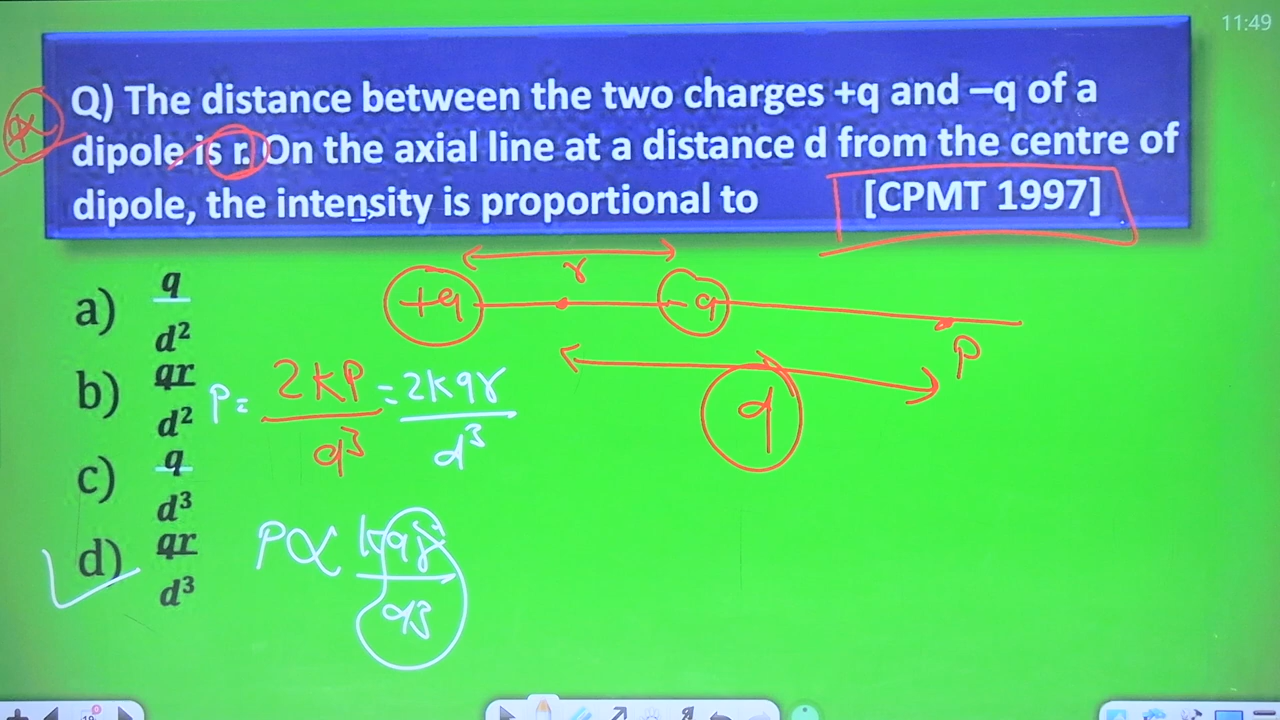 11:49
Q) The distance between the two charges +q and –q of a
dipole is r. On the axial line at a distance d from the centre of
dipole, the intensity is proportional to [CPMT 1997]
a) q/d²
b) qr/d²
c) q/d³
d) qr/d³
r
+q -q
P
d
P = 2KP/d³ = 2Kqr/d³
P ∝ kqr/d³